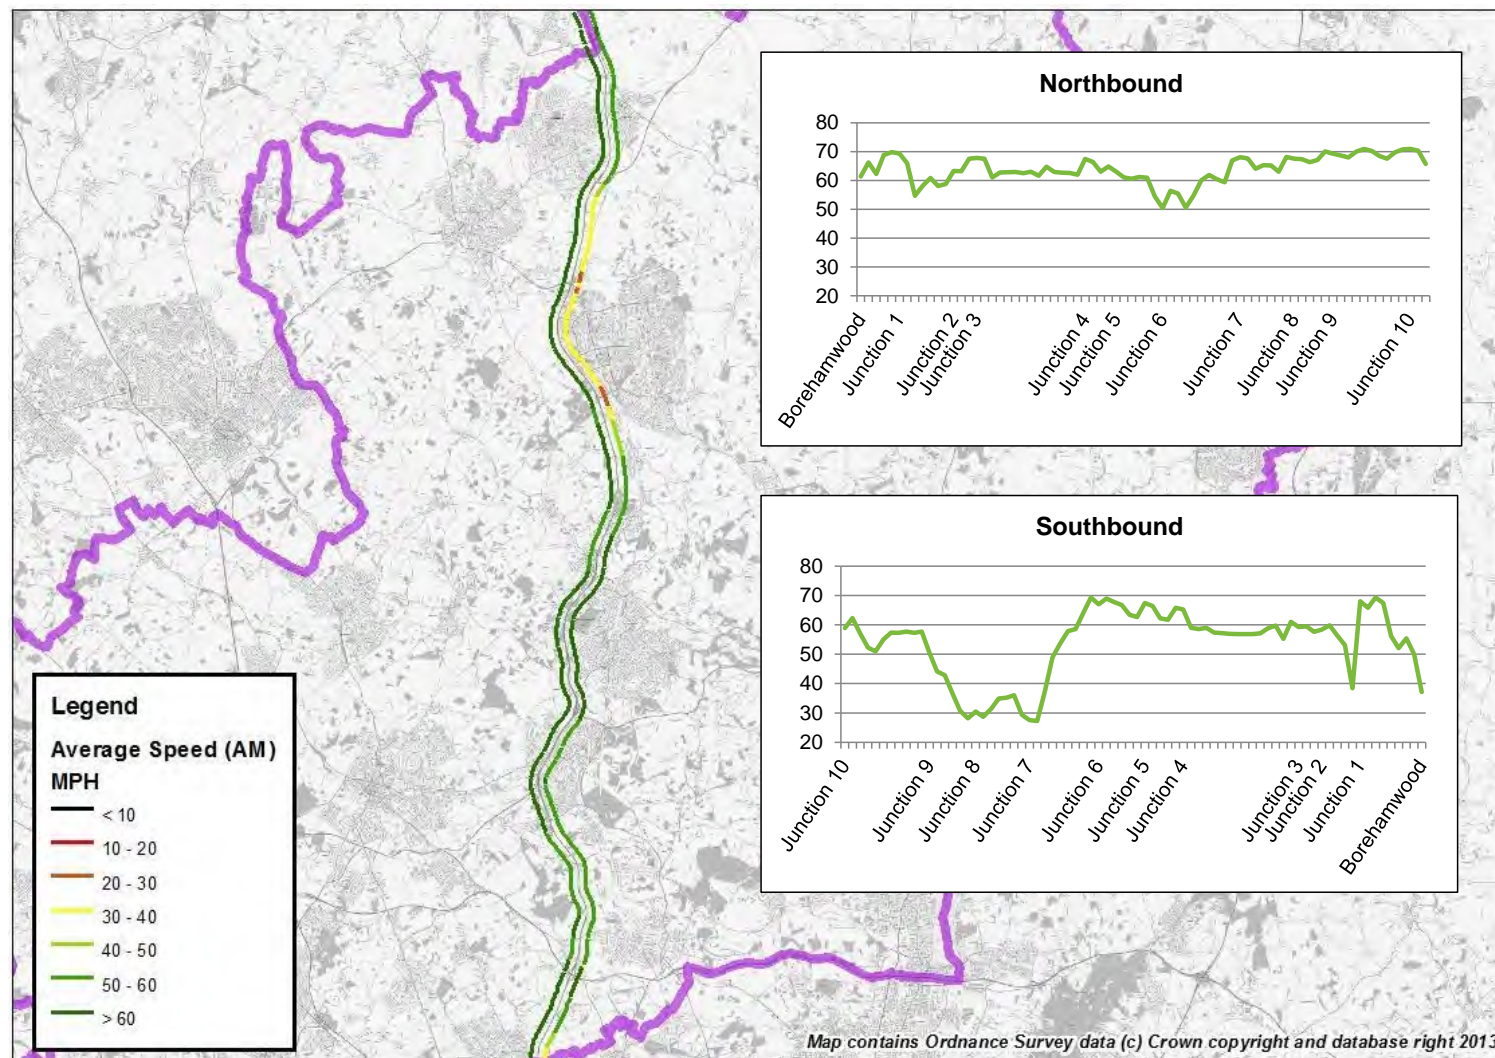 Northbound
80
70
60
50
40
30
20
Borehamwood
Junction 1
Junction 2
Junction 3
Junction 4
Junction 5
Junction 6
Junction 7
Junction 8
Junction 9
Junction 10
Southbound
80
70
60
50
40
30
20
Junction 10
Junction 9
Junction 8
Junction 7
Junction 6
Junction 5
Junction 4
Junction 3
Junction 2
Junction 1
Borehamwood
Legend
Average Speed (AM)
MPH
< 10
10 - 20
20 - 30
30 - 40
40 - 50
50 - 60
> 60
Map contains Ordnance Survey data (c) Crown copyright and database right 2013